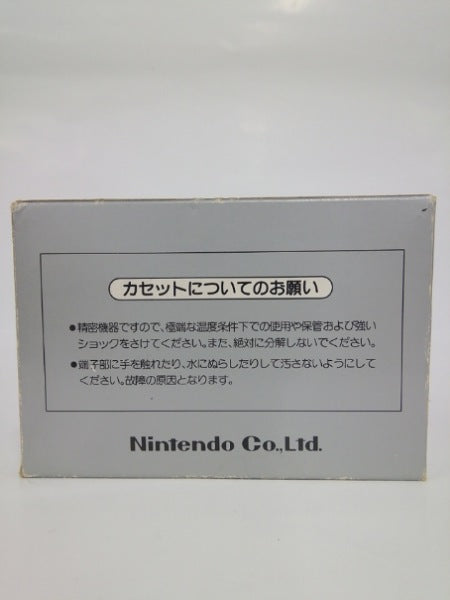 カセットについてのお願い
●精密機器ですので、極端な温度条件下での使用や保管および強い
ショックをさけてください。また、絶対に分解しないでください。
●端子部に手を触れたり、水にぬらしたりして汚さないようにして
ください。故障の原因となります。
Nintendo Co.,Ltd.